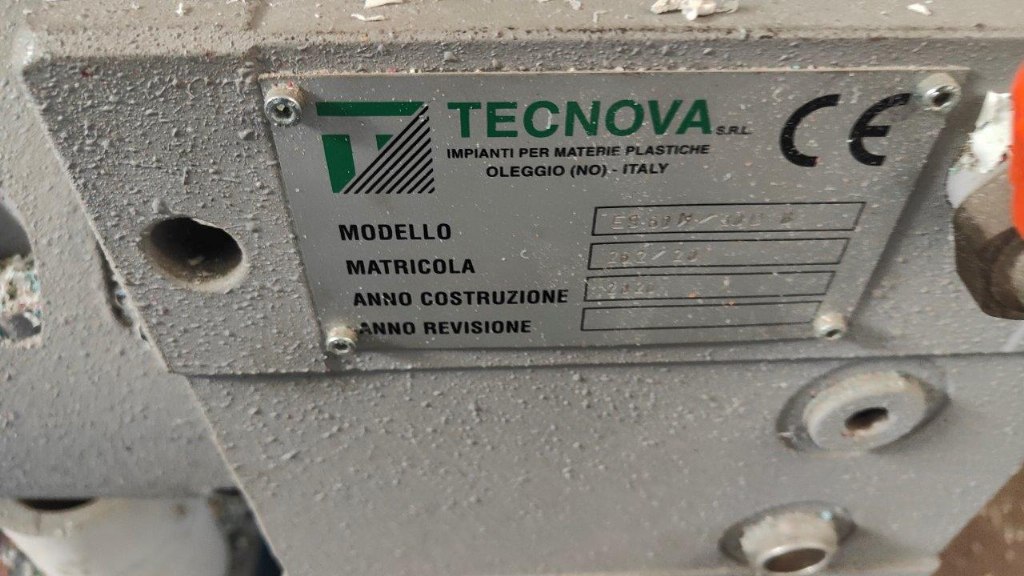 TECNOVA S.R.L.
IMPIANTI PER MATERIE PLASTICHE
OLEGGIO (NO) - ITALY
CE
MODELLO
MATRICOLA
ANNO COSTRUZIONE
ANNO REVISIONE